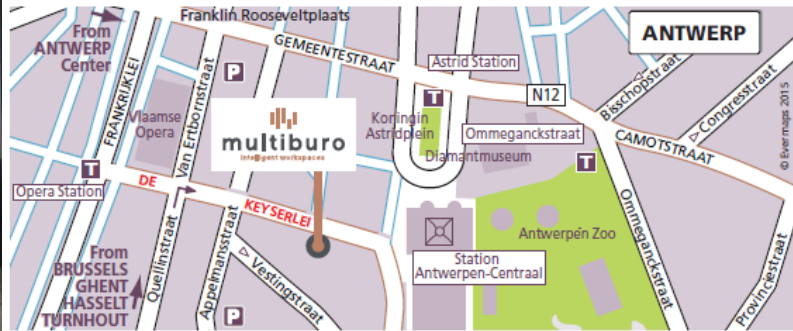 From
ANTWERP
Center
Franklin Rooseveltplaats
GEMEENTESTRAAT
ANTWERP
Astrid Station
T
N12
Bisschopstraat
Congresstraat
CAMOTSTRAAT
© Evermaps 2015
FRANKRIJKLEI
Van Ertbornstraat
P
Vlaamse
Opera
multiburo
intelligent workspaces
Koningin
Astridplein
Ommeganckstraat
Diamantmuseum
T
T
Opera Station
DE
KEYSERLEI
Ommeganckstraat
Antwerpen Zoo
Station
Antwerpen-Centraal
From
BRUSSELS
GHENT
HASSELT
TURNHOUT
Quellinstraat
Appelmansstraat
Vestingstraat
P
Provinciestraat